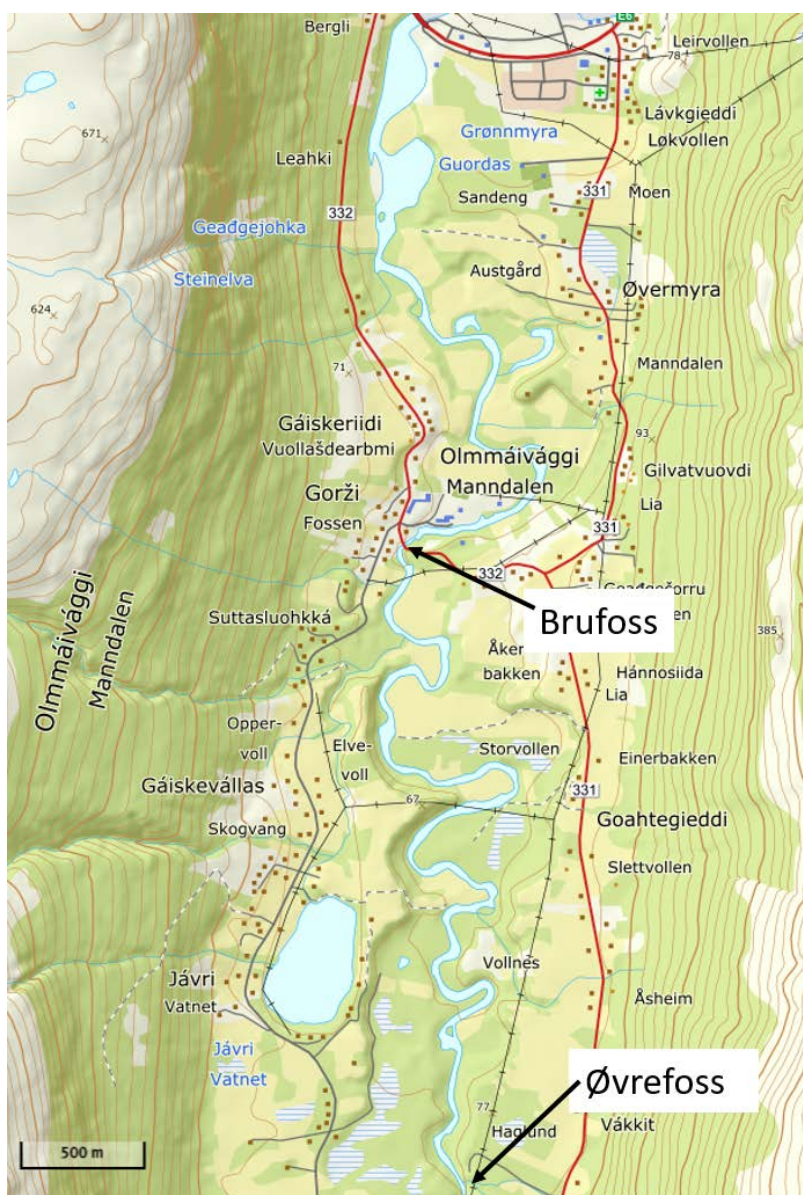 Bergli
E6
Leirvollen
78
671
Lávkgieddi
Løkvollen
Grønnmyra
Guordas
Leahki
Sandeng
331
Moen
332
Geađgejohka
Steinelva
Austgård
Øvermyra
624
71
Manndalen
Gáiskeriidi
Vuollašdearbmi
93
Olmmáivággi
Manndalen
Gilvatvuovdi
Gorži
Fossen
Lia
331
332
Brufoss
Suttasluohkká
385
Olmmáivággi
Manndalen
Åker
bakken
Hánnosiida
Lia
Opper-
voll
Elve-
voll
Storvollen
Einerbakken
Gáiskevállas
67
331
Goahtegieddi
Skogvang
Slettvollen
Vollnes
Jávri
Vatnet
Åsheim
Jávri
Vatnet
Øvrefoss
77
Haglund
Vákkit
500 m